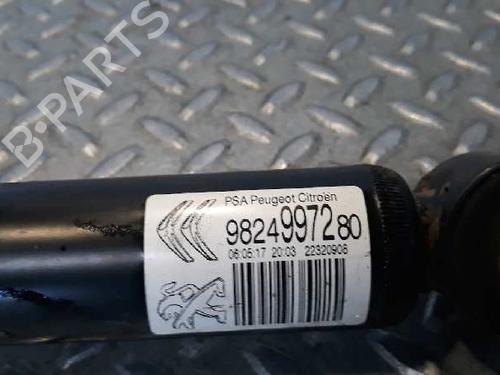 B-PARTS
PSA Peugeot Citroën
9824997280
06.05.17 20:03 22320906